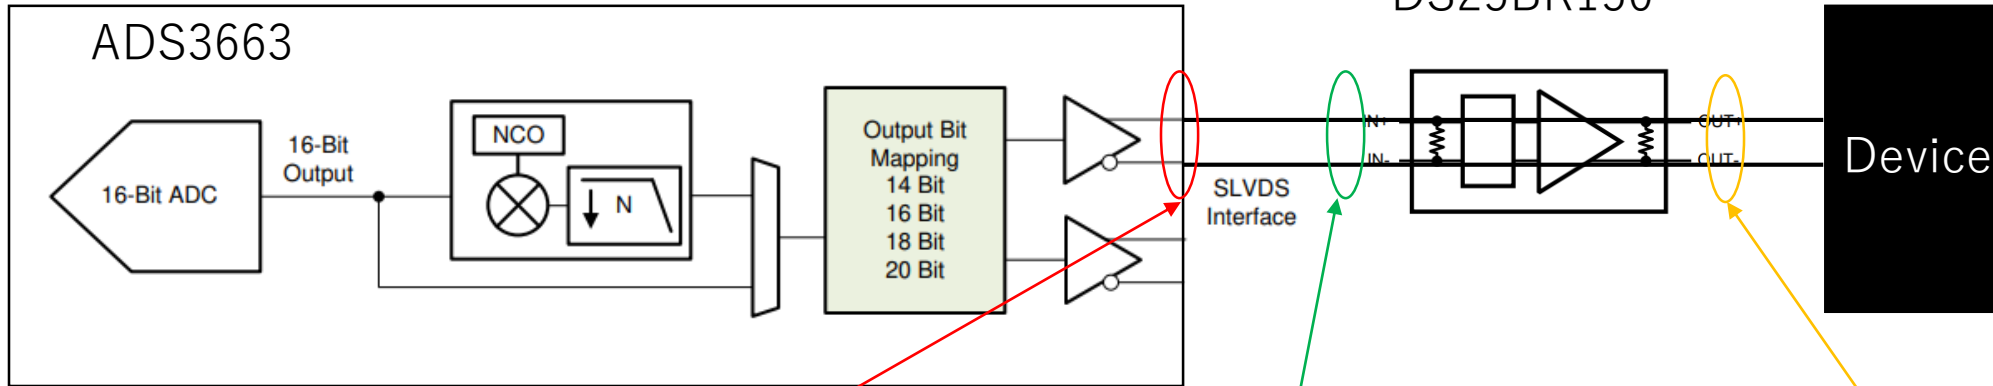 DS25BR150
ADS3663
16-Bit ADC
16-Bit
Output
NCO
N
Output Bit
Mapping
14 Bit
16 Bit
18 Bit
20 Bit
SLVDS
Interface
IN+
IN-
OUT+
OUT-
Device